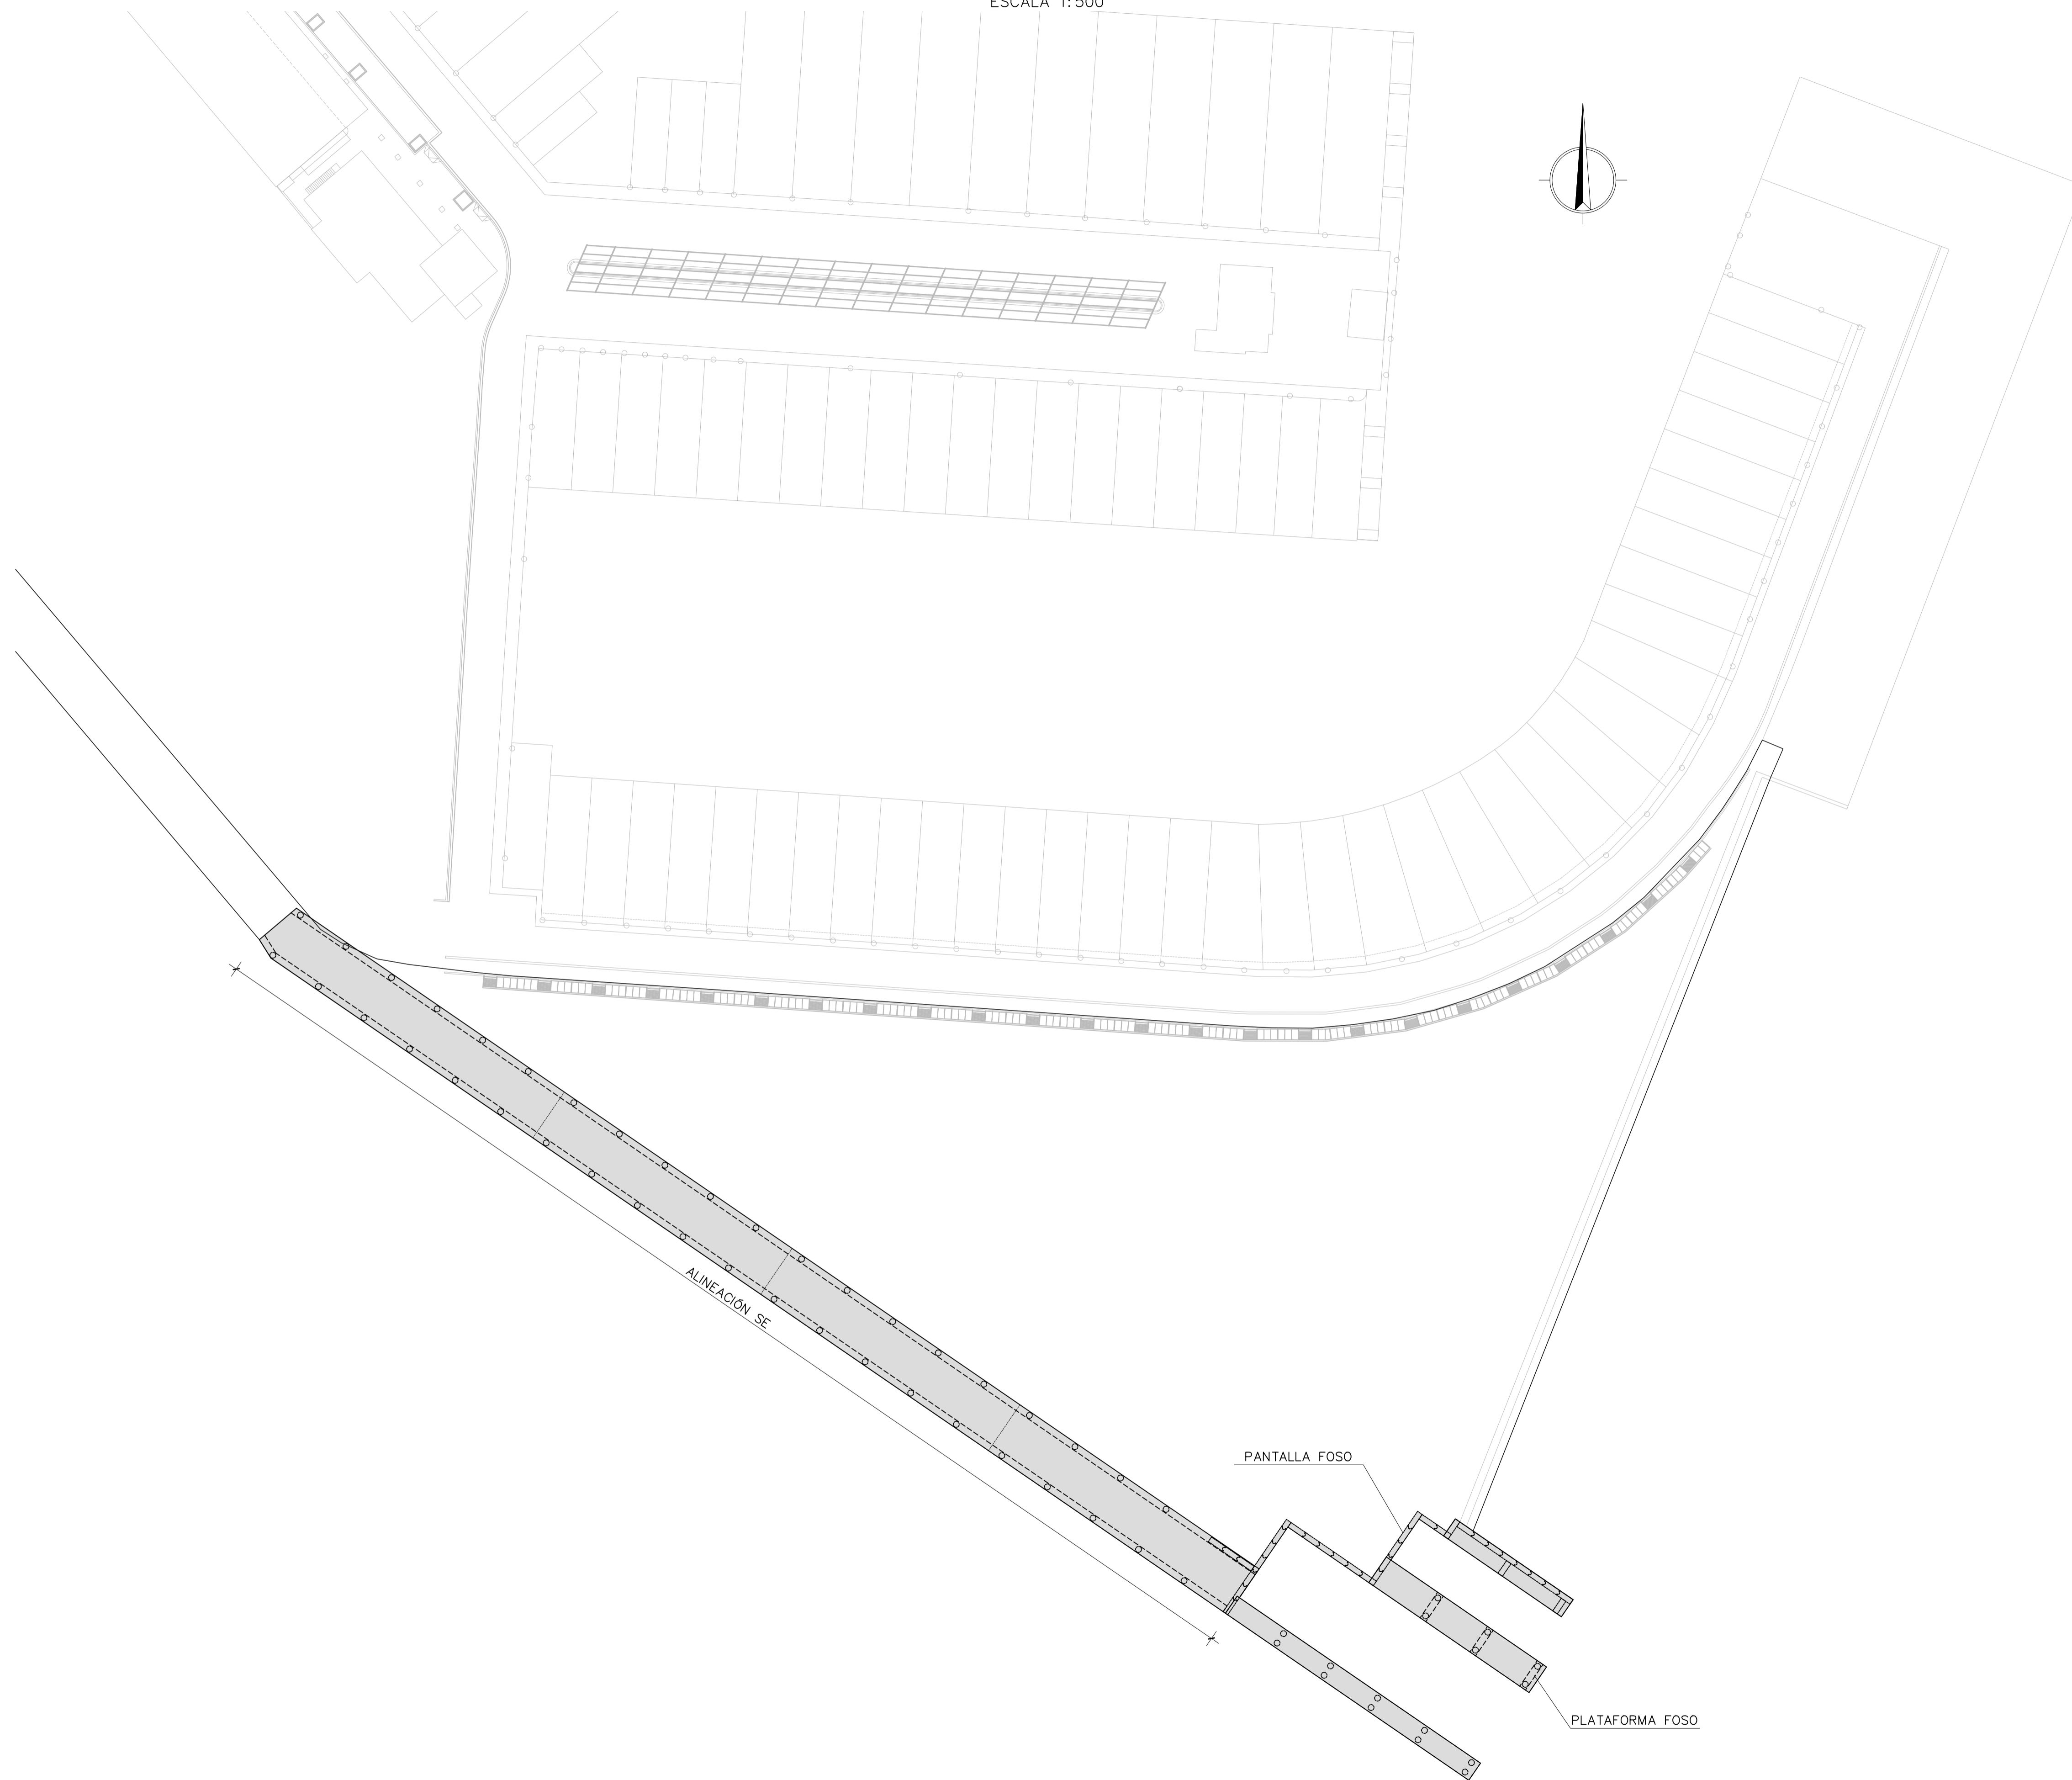 ESCALA 1:500
ALINEACIÓN SE
PANTALLA FOSO
PLATAFORMA FOSO